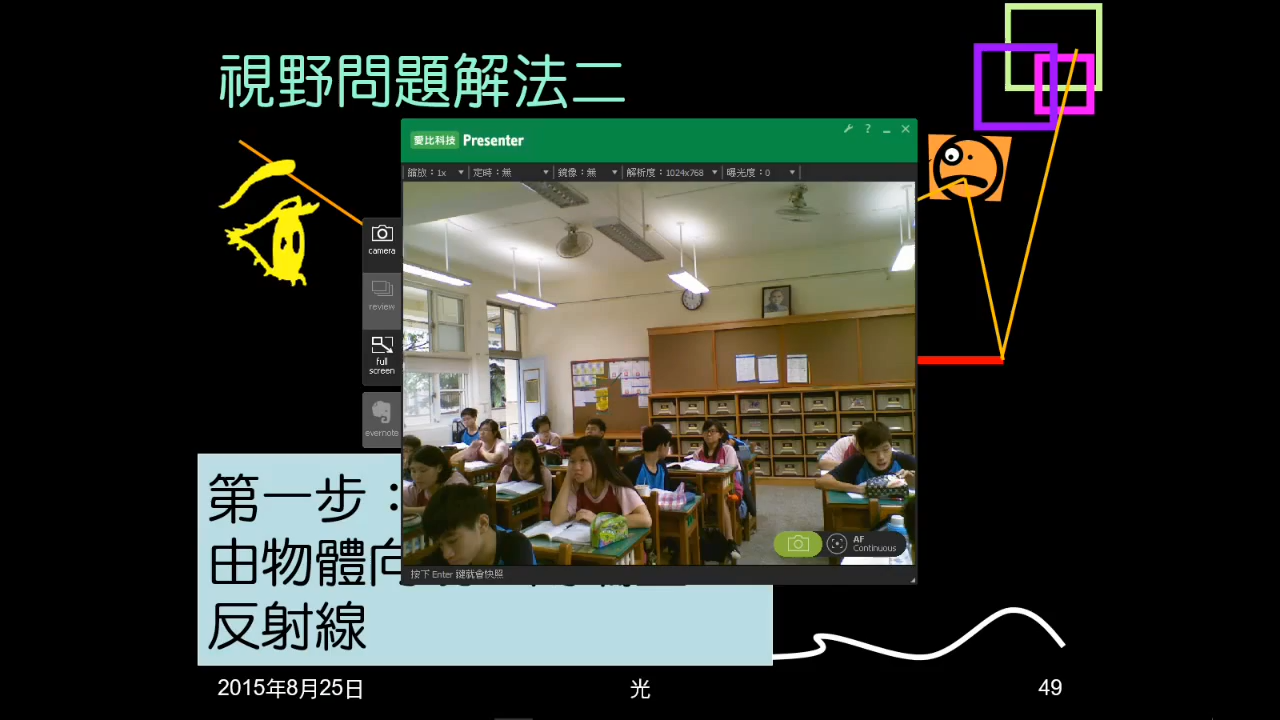 視野問題解法二
愛比科技 Presenter
縮放：1x 定時：無 鏡像：無 解析度：1024x768 曝光度：0
camera
review
full
screen
evernote
AF
Continuous
按下 Enter 鍵就會快照
第一步：
由物體向
反射線
2015年8月25日
光
49